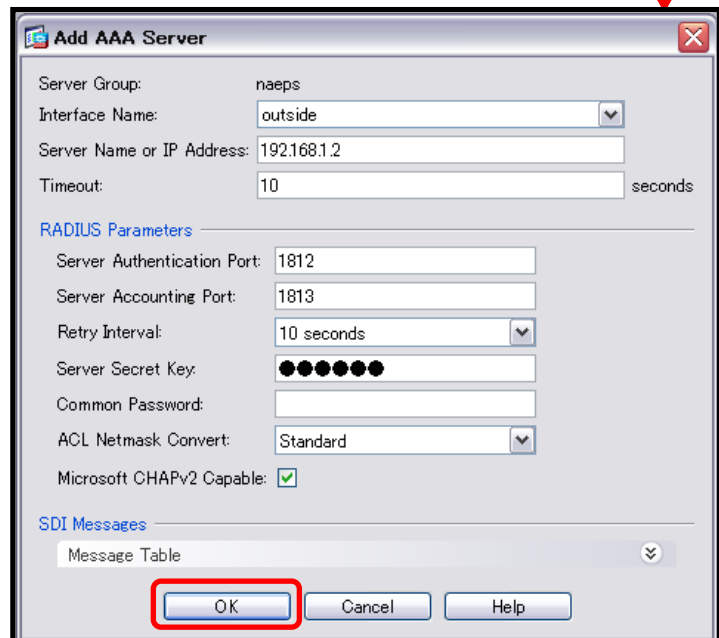 Add AAA Server
Server Group: naeps
Interface Name: outside
Server Name or IP Address: 192.168.1.2
Timeout: 10 seconds
RADIUS Parameters
Server Authentication Port: 1812
Server Accounting Port: 1813
Retry Interval: 10 seconds
Server Secret Key: ●●●●●●
Common Password:
ACL Netmask Convert: Standard
Microsoft CHAPv2 Capable:
SDI Messages
Message Table
OK Cancel Help